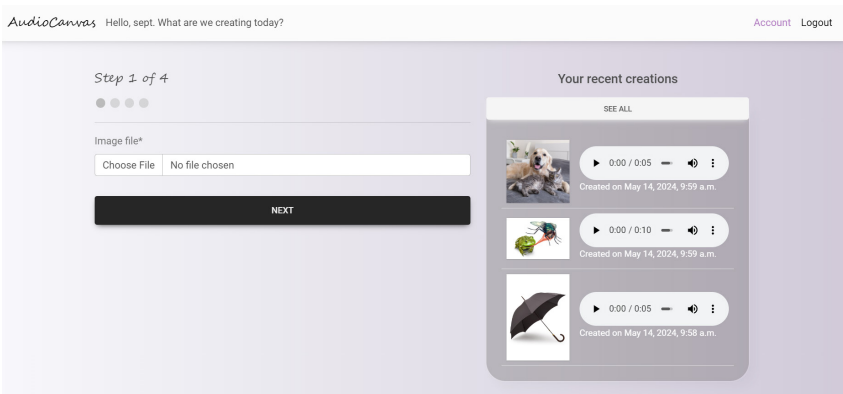 AudioCanvas Hello, sept. What are we creating today? Account Logout
Step 1 of 4
Image file*
Choose File No file chosen
NEXT
Your recent creations
SEE ALL
0:00 / 0:05
Created on May 14, 2024, 9:59 a.m.
0:00 / 0:10
Created on May 14, 2024, 9:59 a.m.
0:00 / 0:05
Created on May 14, 2024, 9:58 a.m.